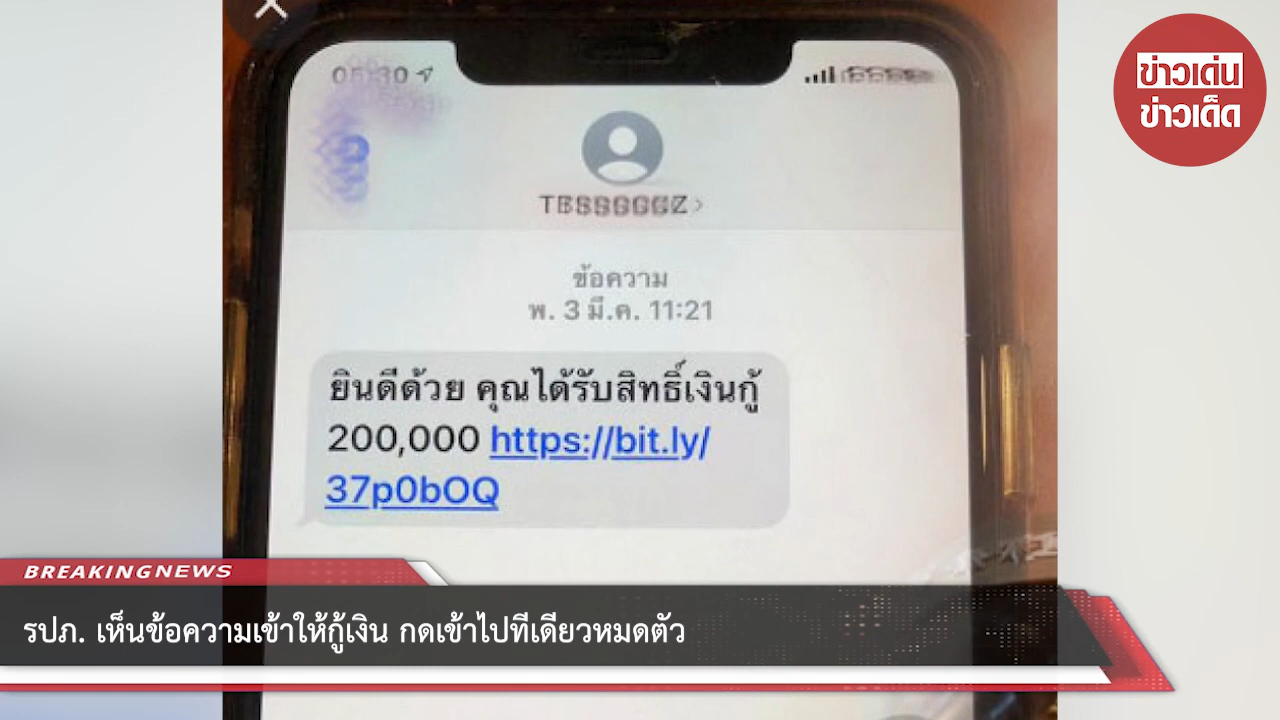 ข่าวเด่น
ข่าวเด็ด
ข้อความ
พ. 3 มี.ค. 11:21
ยินดีด้วย คุณได้รับสิทธิ์เงินกู้
200,000 https://bit.ly/
37p0bOQ
BREAKINGNEWS
รปภ. เห็นข้อความเข้าให้กู้เงิน กดเข้าไปทีเดียวหมดตัว